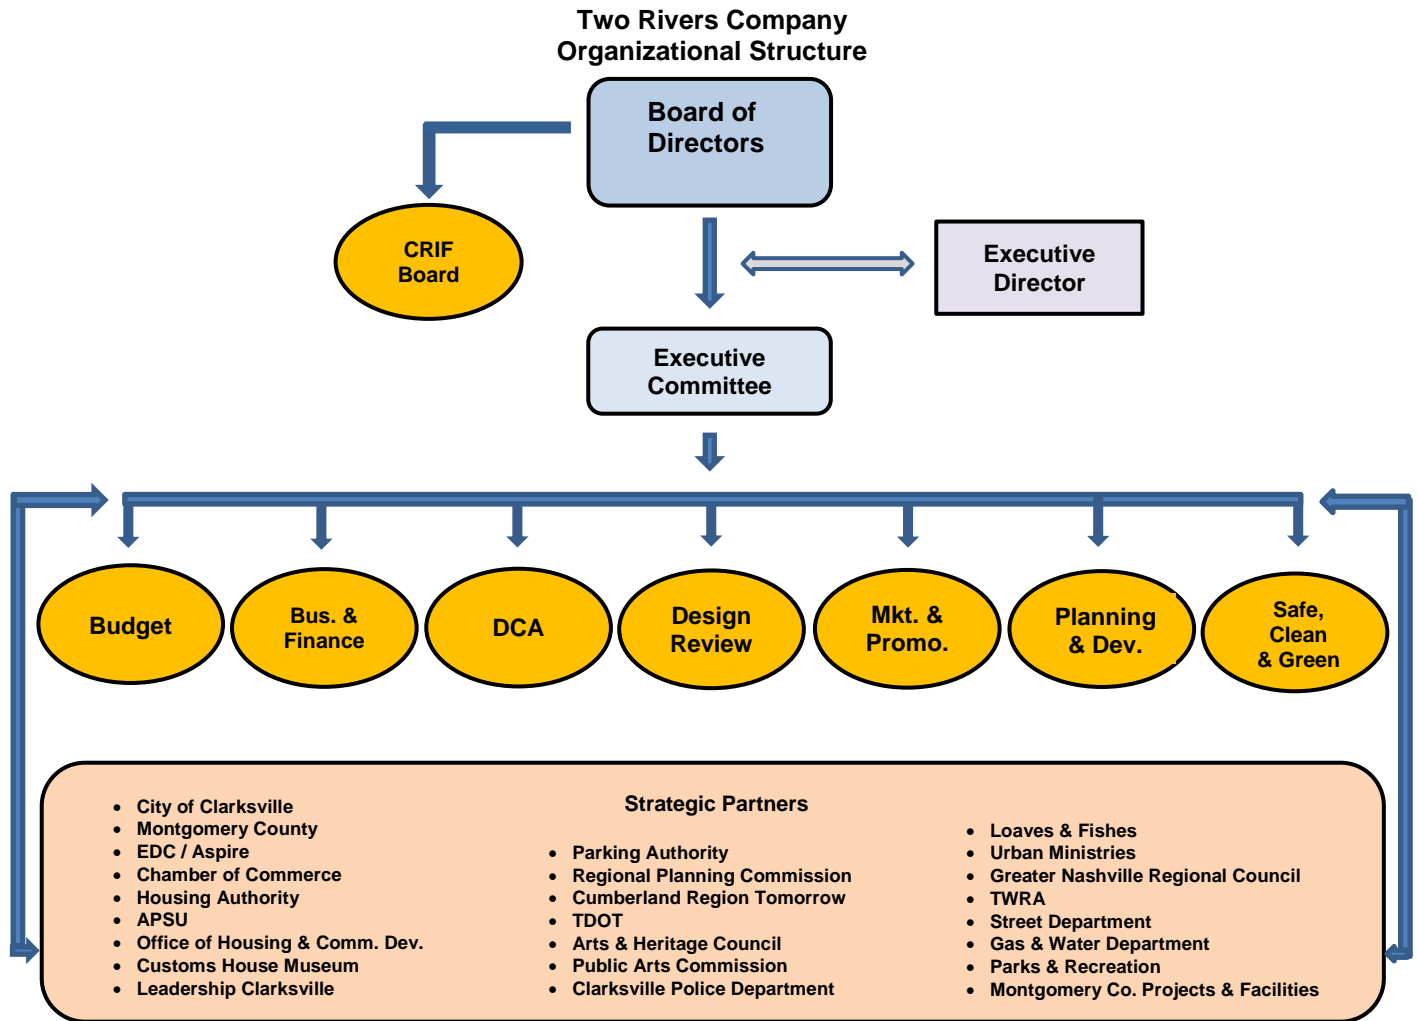 Two Rivers Company
Organizational Structure
Board of
Directors
CRIF
Board
Executive
Director
Executive
Committee
Budget
Bus. &
Finance
DCA
Design
Review
Mkt. &
Promo.
Planning
& Dev.
Safe,
Clean
& Green
Strategic Partners
• City of Clarksville
• Montgomery County
• EDC / Aspire
• Chamber of Commerce
• Housing Authority
• APSU
• Office of Housing & Comm. Dev.
• Customs House Museum
• Leadership Clarksville
• Parking Authority
• Regional Planning Commission
• Cumberland Region Tomorrow
• TDOT
• Arts & Heritage Council
• Public Arts Commission
• Clarksville Police Department
• Loaves & Fishes
• Urban Ministries
• Greater Nashville Regional Council
• TWRA
• Street Department
• Gas & Water Department
• Parks & Recreation
• Montgomery Co. Projects & Facilities